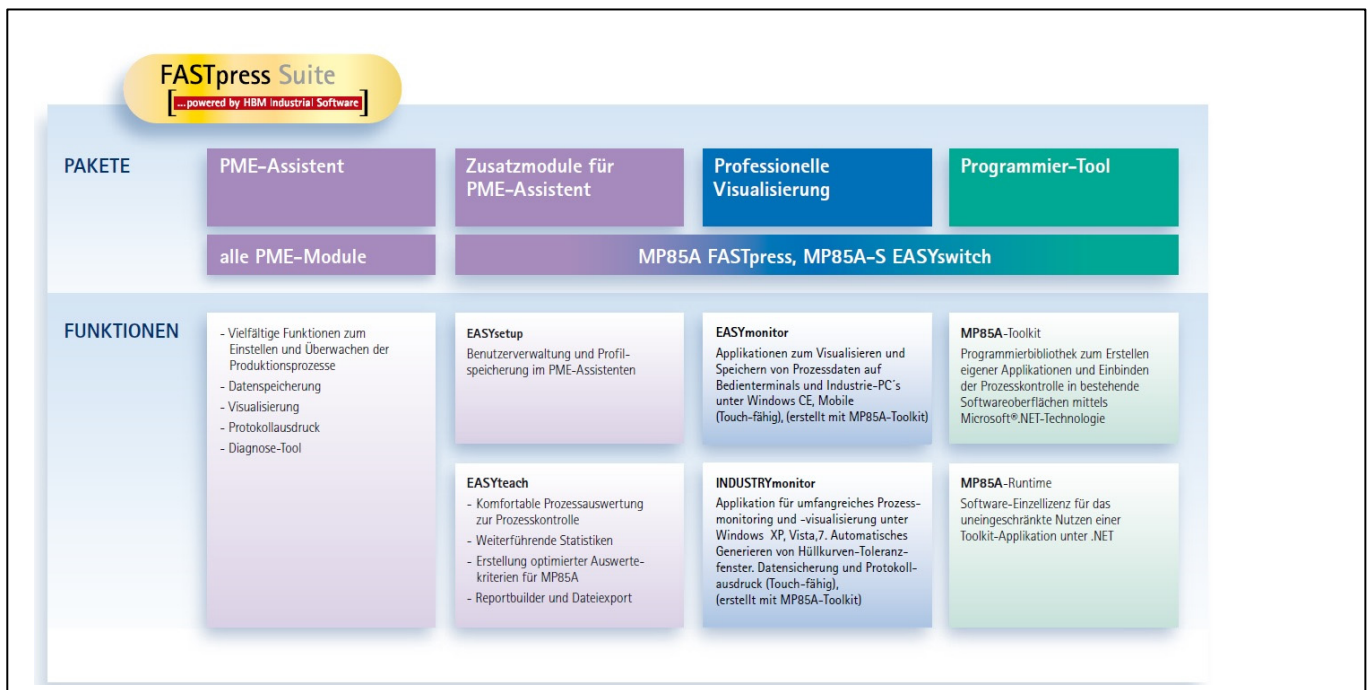 FASTpress Suite
[...powered by HBM Industrial Software]
PAKETE
PME-Assistent
Zusatzmodule für
PME-Assistent
Professionelle
Visualisierung
Programmier-Tool
alle PME-Module
MP85A FASTpress, MP85A-S EASYswitch
FUNKTIONEN
- Vielfältige Funktionen zum
Einstellen und Überwachen der
Produktionsprozesse
- Datenspeicherung
- Visualisierung
- Protokollausdruck
- Diagnose-Tool
EASYsetup
Benutzerverwaltung und Profil-
speicherung im PME-Assistenten
EASYteach
- Komfortable Prozessauswertung
zur Prozesskontrolle
- Weiterführende Statistiken
- Erstellung optimierter Auswerte-
kriterien für MP85A
- Reportbuilder und Dateiexport
EASYmonitor
Applikationen zum Visualisieren und
Speichern von Prozessdaten auf
Bedienterminals und Industrie-PC´s
unter Windows CE, Mobile
(Touch-fähig), (erstellt mit MP85A-Toolkit)
INDUSTRYmonitor
Applikation für umfangreiches Prozess-
monitoring und -visualisierung unter
Windows XP, Vista,7. Automatisches
Generieren von Hüllkurven-Toleranz-
fenster. Datensicherung und Protokoll-
ausdruck (Touch-fähig),
(erstellt mit MP85A-Toolkit)
MP85A-Toolkit
Programmierbibliothek zum Erstellen
eigener Applikationen und Einbinden
der Prozesskontrolle in bestehende
Softwareoberflächen mittels
Microsoft®.NET-Technologie
MP85A-Runtime
Software-Einzellizenz für das
uneingeschränkte Nutzen einer
Toolkit-Applikation unter .NET